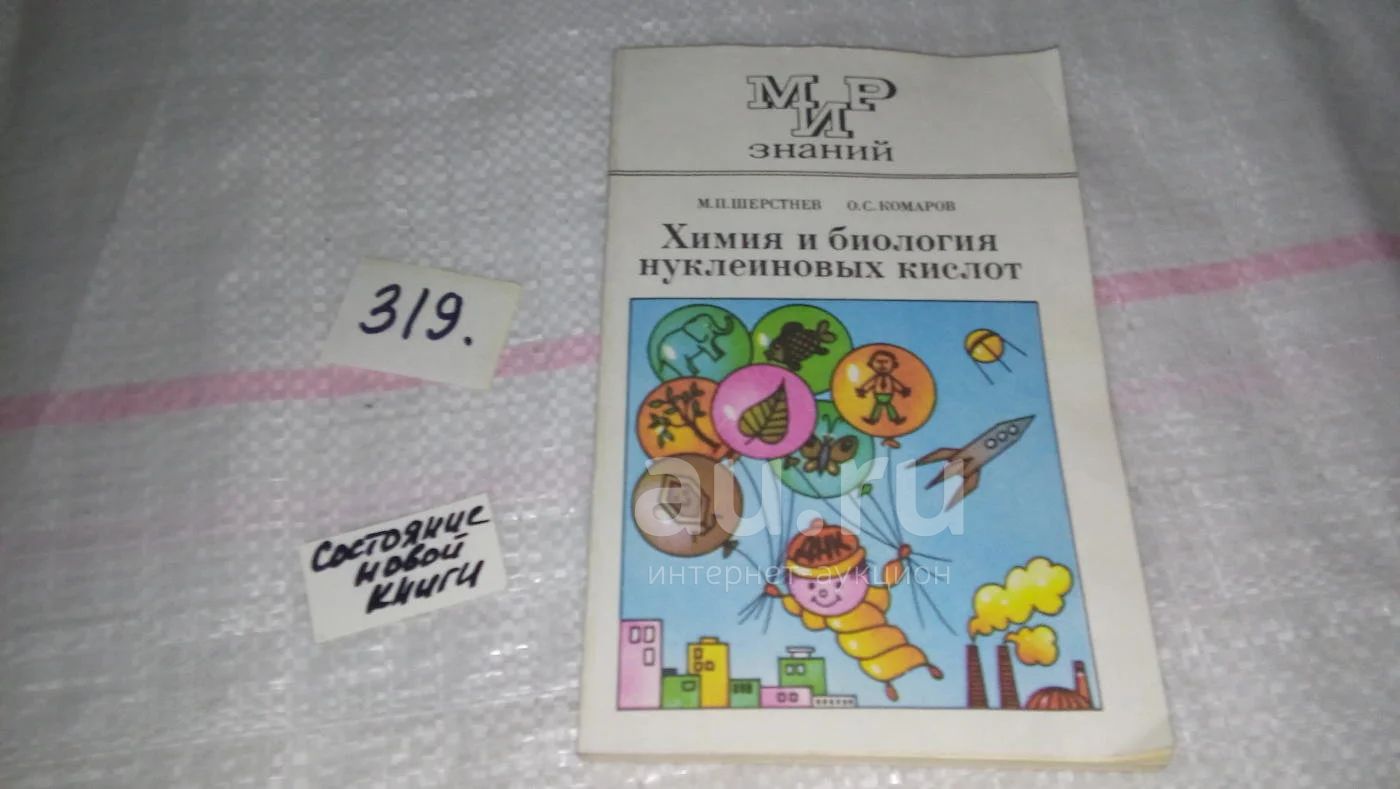 МИР
знаний
М.П.ШЕРСТНЕВ О.С.КОМАРОВ
Химия и биология
нуклеиновых кислот
ДНК
319.
Состояние
новой
книги
au.ru
интернет аукцион